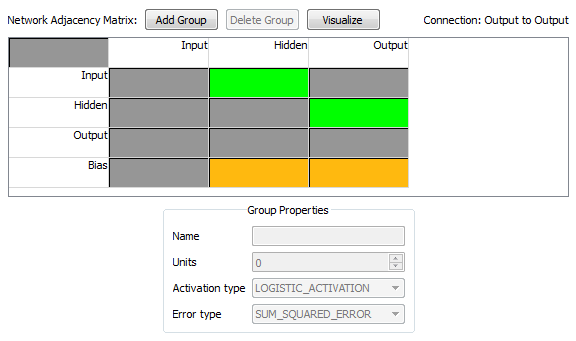 Network Adjacency Matrix: Add Group Delete Group Visualize Connection: Output to Output
Input Hidden Output
Input
Hidden
Output
Bias
Group Properties
Name
Units 0
Activation type LOGISTIC_ACTIVATION
Error type SUM_SQUARED_ERROR